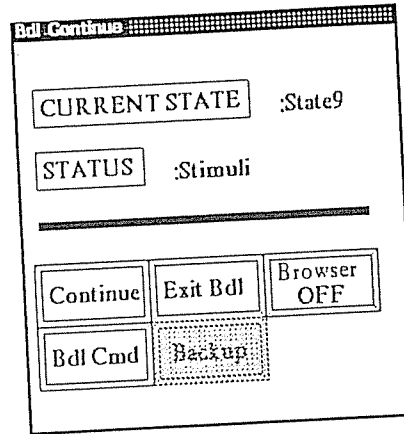 Bdl Continue
CURRENT STATE :State9
STATUS :Stimuli
Continue Exit Bdl Browser OFF
Bdl Cmd Backup